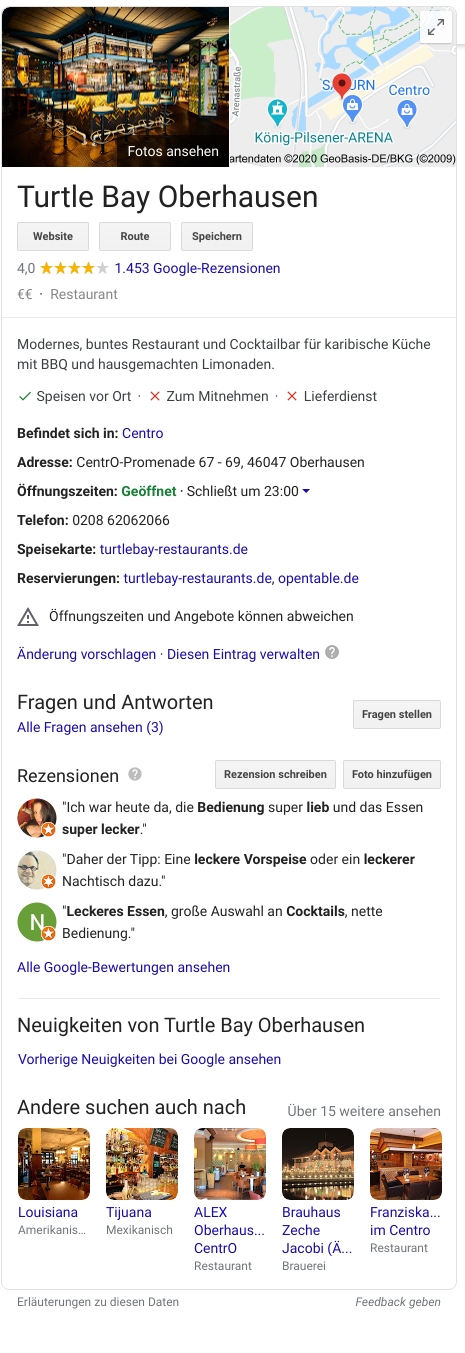 Fotos ansehen
Arenastraße
SATURN
Centro
König-Pilsener-ARENA
artendaten ©2020 GeoBasis-DE/BKG (©2009)
Turtle Bay Oberhausen
Website Route Speichern
4,0 1.453 Google-Rezensionen
€€ · Restaurant
Modernes, buntes Restaurant und Cocktailbar für karibische Küche
mit BBQ und hausgemachten Limonaden.
Speisen vor Ort · Zum Mitnehmen · Lieferdienst
Befindet sich in: Centro
Adresse: CentrO-Promenade 67 - 69, 46047 Oberhausen
Öffnungszeiten: Geöffnet · Schließt um 23:00
Telefon: 0208 62062066
Speisekarte: turtlebay-restaurants.de
Reservierungen: turtlebay-restaurants.de, opentable.de
Öffnungszeiten und Angebote können abweichen
Änderung vorschlagen · Diesen Eintrag verwalten ?
Fragen und Antworten
Alle Fragen ansehen (3)
Fragen stellen
Rezensionen ? Rezension schreiben Foto hinzufügen
"Ich war heute da, die Bedienung super lieb und das Essen
super lecker."
"Daher der Tipp: Eine leckere Vorspeise oder ein leckerer
Nachtisch dazu."
N
"Leckeres Essen, große Auswahl an Cocktails, nette
Bedienung."
Alle Google-Bewertungen ansehen
Neuigkeiten von Turtle Bay Oberhausen
Vorherige Neuigkeiten bei Google ansehen
Andere suchen auch nach Über 15 weitere ansehen
Louisiana
Amerikanis...
Tijuana
Mexikanisch
ALEX
Oberhaus...
CentrO
Restaurant
Brauhaus
Zeche
Jacobi (Ä...
Brauerei
Franziska...
im Centro
Restaurant
Erläuterungen zu diesen Daten Feedback geben